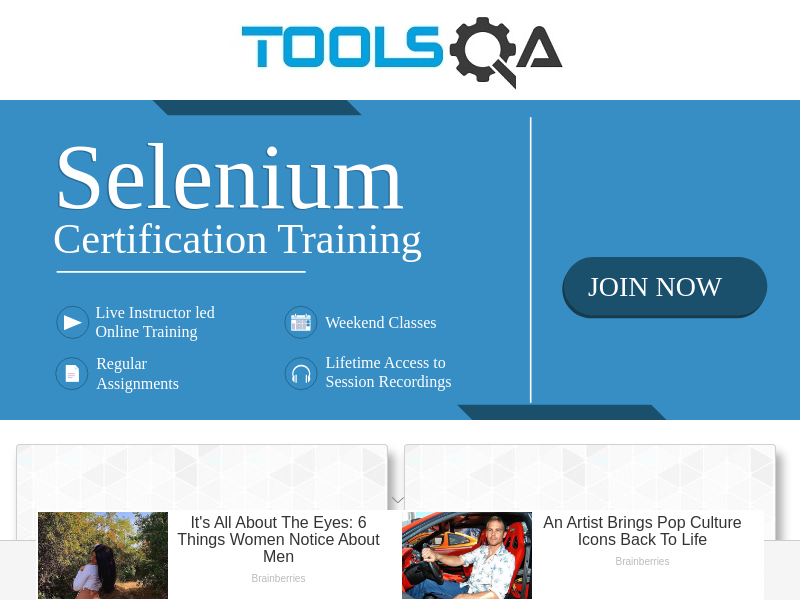 TOOLSQA
Selenium
Certification Training
Live Instructor led
Online Training
Weekend Classes
Regular
Assignments
Lifetime Access to
Session Recordings
JOIN NOW
It's All About The Eyes: 6
Things Women Notice About
Men
Brainberries
An Artist Brings Pop Culture
Icons Back To Life
Brainberries